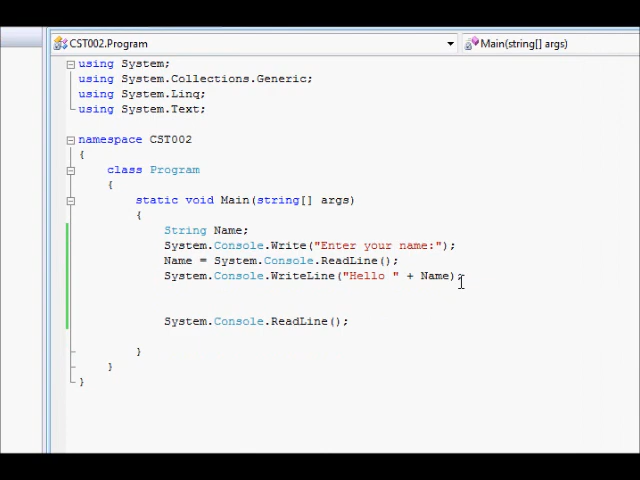 CST002.Program Main(string[] args)
using System;
using System.Collections.Generic;
using System.Linq;
using System.Text;
namespace CST002
{
class Program
{
static void Main(string[] args)
{
String Name;
System.Console.Write("Enter your name:");
Name = System.Console.ReadLine();
System.Console.WriteLine("Hello " + Name);
System.Console.ReadLine();
}
}
}